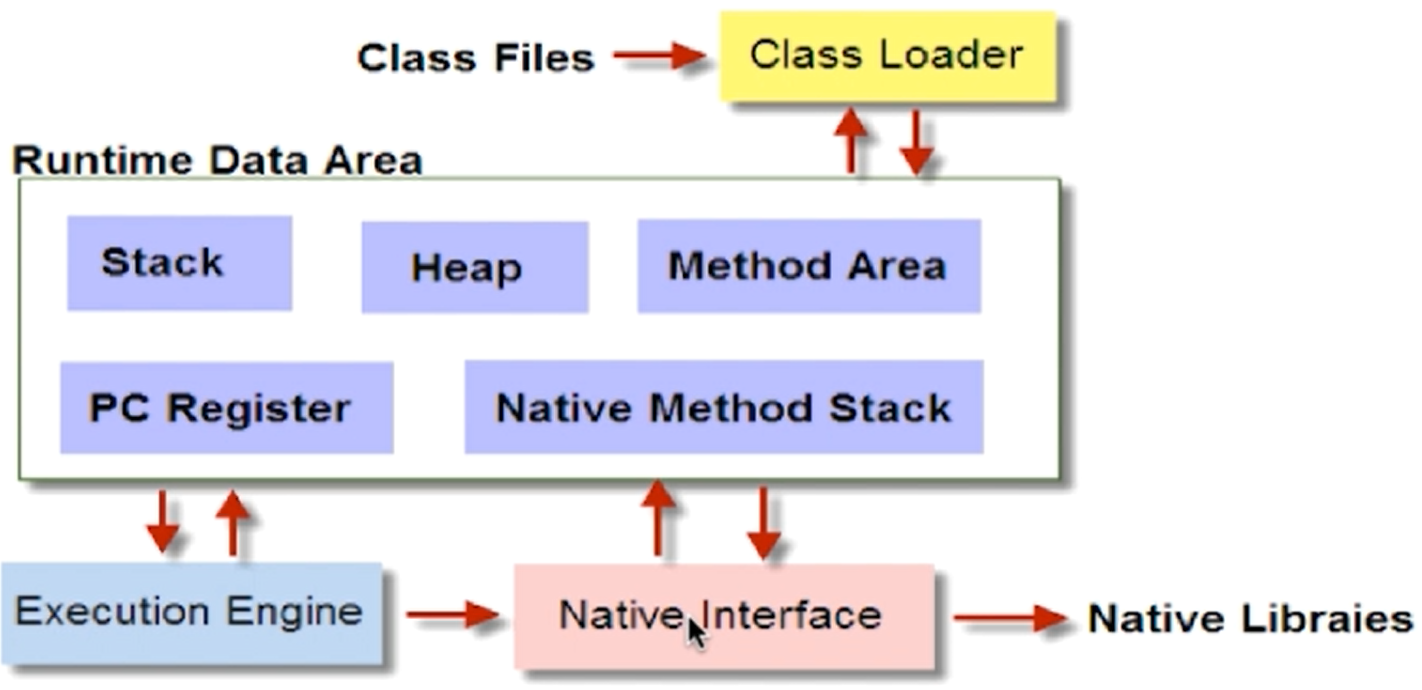 Class Files
Class Loader
Runtime Data Area
Stack
Heap
Method Area
PC Register
Native Method Stack
Execution Engine
Native Interface
Native Libraies